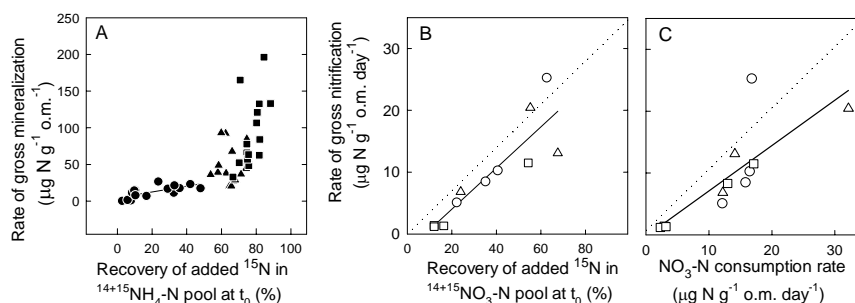 A
Rate of gross mineralization
(µg N g⁻¹ o.m.⁻¹)
250
200
150
100
50
0
0 20 40 60 80 100
Recovery of added ¹⁵N in
¹⁴⁺¹⁵NH₄-N pool at t₀ (%)
B
Rate of gross nitrification
(µg N g⁻¹ o.m. day⁻¹)
30
20
10
0
0 20 40 60 80
Recovery of added ¹⁵N in
¹⁴⁺¹⁵NO₃-N pool at t₀ (%)
C
0 10 20 30
NO₃-N consumption rate
(µg N g⁻¹ o.m. day⁻¹)